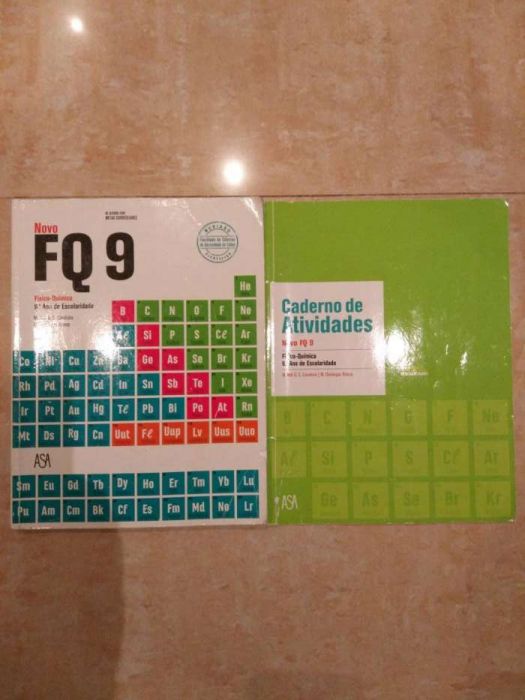 Novo
FQ 9
DE ACORDO COM
METAS CURRICULARES
Físico-Química
9.º Ano de Escolaridade
He
B C N O F Ne
Al Si P S Cl Ar
Co Ni Cu Zn Ga Ge As Se Br Kr
Rh Pd Ag Cd In Sn Sb Te I Xe
Ir Pt Au Hg Tl Pb Bi Po At Rn
Mt Ds Rg Cn Uut Fl Uup Lv Uus Uuo
ASA
Sm Eu Gd Tb Dy Ho Er Tm Yb Lu
Pu Am Cm Bk Cf Es Fm Md No Lr
Caderno de
Atividades
Novo FQ 9
Físico-Química
9.º Ano de Escolaridade
B C N O F Ne
Al Si P S Cl Ar
ASA
Ge As Se Br Kr